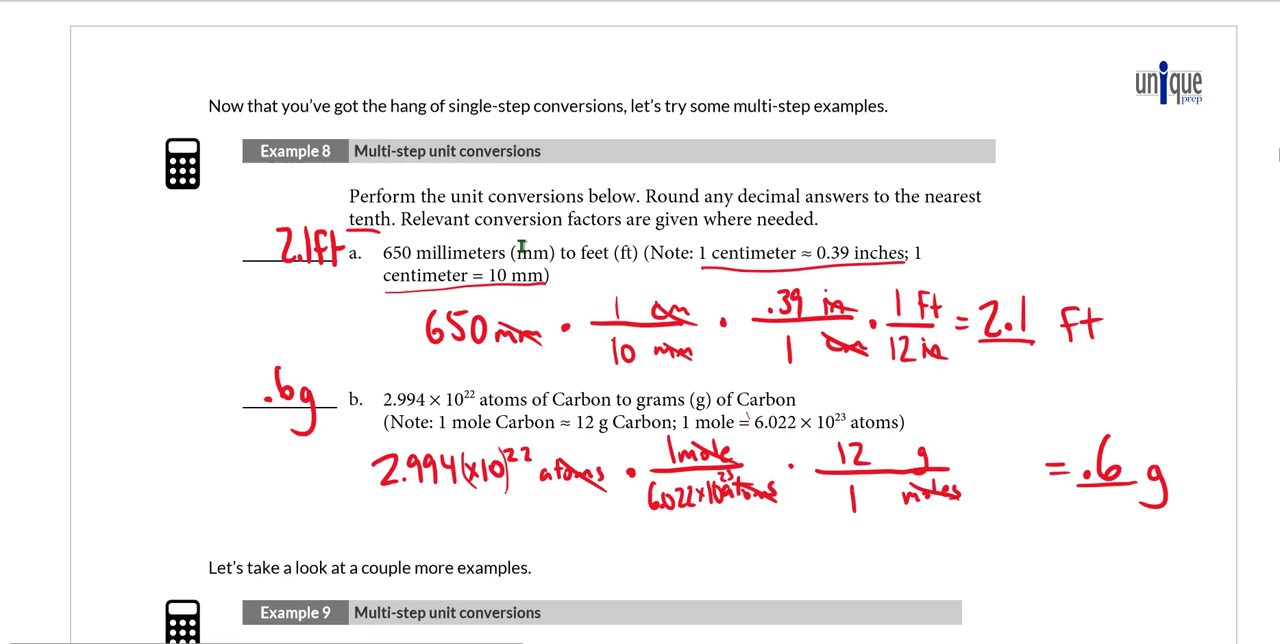 unique
prep
Now that you've got the hang of single-step conversions, let's try some multi-step examples.
Example 8 Multi-step unit conversions
Perform the unit conversions below. Round any decimal answers to the nearest
tenth. Relevant conversion factors are given where needed.
2.1ft a. 650 millimeters (mm) to feet (ft) (Note: 1 centimeter ≈ 0.39 inches; 1
centimeter = 10 mm)
650 mm · 1 cm / 10 mm · .39 in / 1 cm · 1 ft / 12 in = 2.1 ft
.6g b. 2.994 × 10²² atoms of Carbon to grams (g) of Carbon
(Note: 1 mole Carbon ≈ 12 g Carbon; 1 mole = 6.022 × 10²³ atoms)
2.994(×10)²² atoms · 1 mole / 6.022×10²³ atoms · 12 g / 1 moles = .6 g
Let's take a look at a couple more examples.
Example 9 Multi-step unit conversions